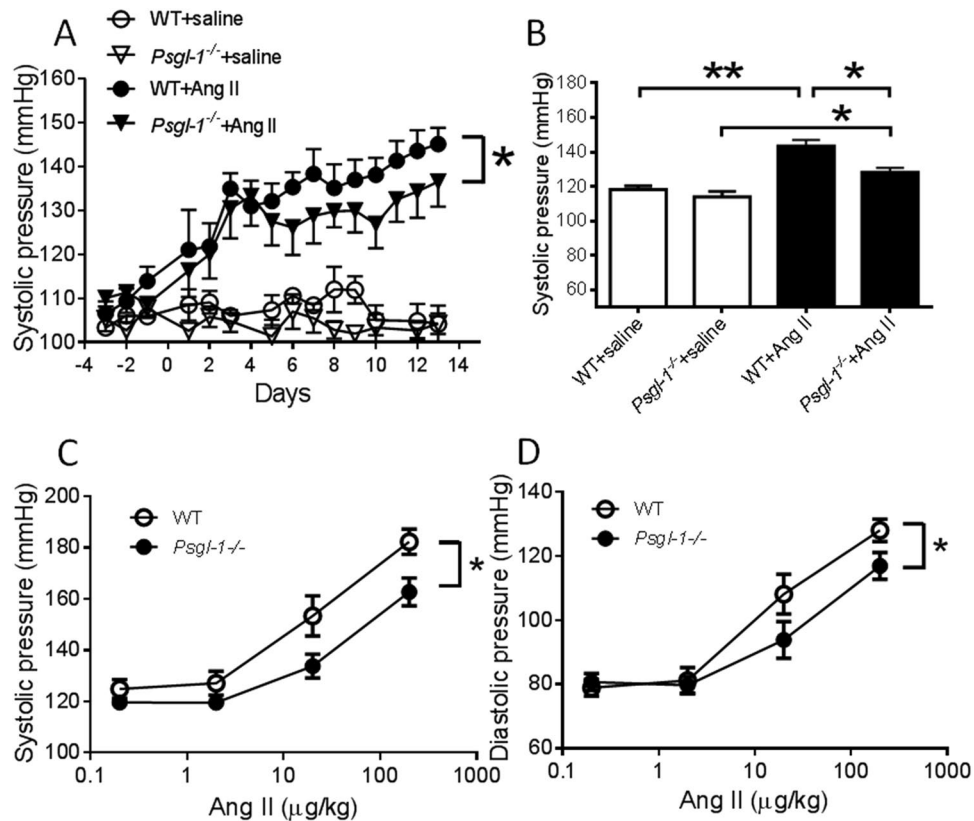 A
WT+saline
Psgl-1-/-+saline
WT+Ang II
Psgl-1-/-+Ang II
Systolic pressure (mmHg)
160
150
140
130
120
110
100
*
-4 -2 0 2 4 6 8 10 12 14
Days
B
Systolic pressure (mmHg)
180
160
140
120
100
80
60
** *
*
WT+saline
Psgl-1-/-+saline
WT+Ang II
Psgl-1-/-+Ang II
C
Systolic pressure (mmHg)
200
180
160
140
120
100
WT
Psgl-1-/-
*
0.1 1 10 100 1000
Ang II (μg/kg)
D
Diastolic pressure (mmHg)
140
120
100
80
60
WT
Psgl-1-/-
*
0.1 1 10 100 1000
Ang II (μg/kg)